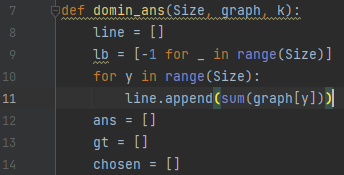 7 def domin_ans(Size, graph, k):
8 line = []
9 lb = [-1 for _ in range(Size)]
10 for y in range(Size):
11 line.append(sum(graph[y]))
12 ans = []
13 gt = []
14 chosen = []